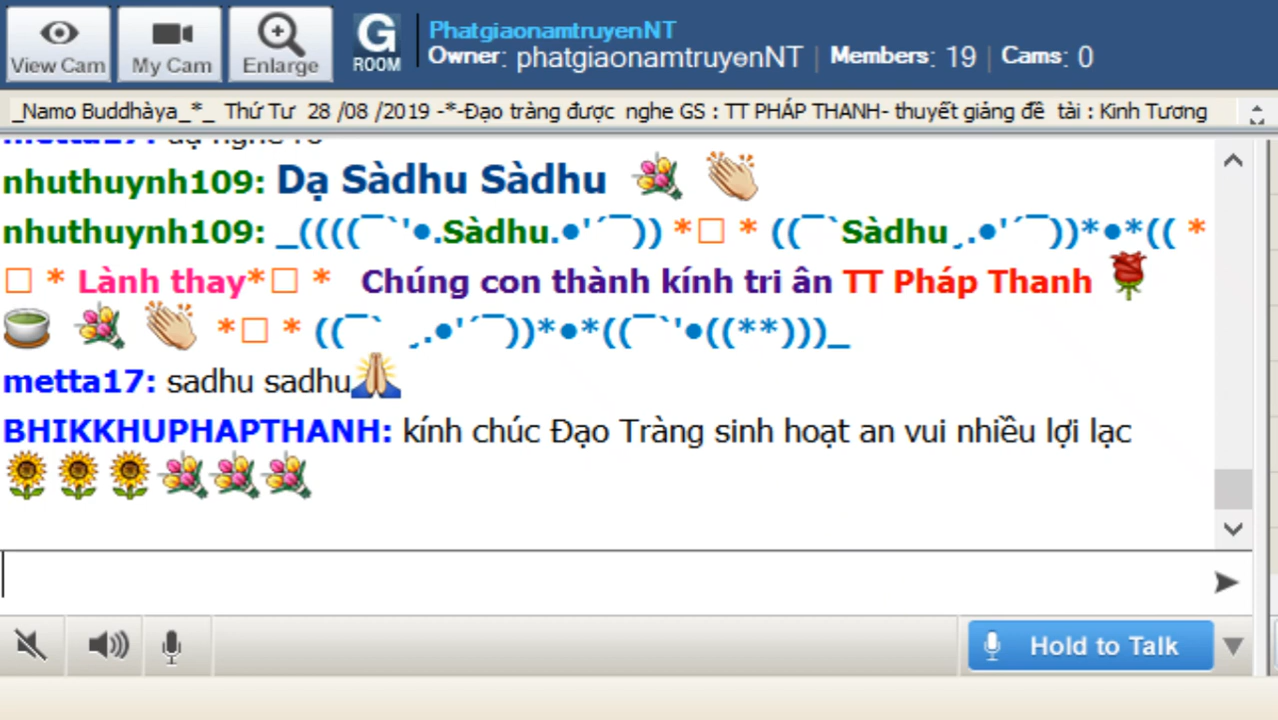 View Cam
My Cam
Enlarge
G
ROOM
PhatgiaonamtruyenNT
Owner: phatgiaonamtruyenNT | Members: 19 | Cams: 0
_Namo Buddhàya_*_ Thứ Tư 28 /08 /2019 -*-Đạo tràng được nghe GS : TT PHÁP THANH- thuyết giảng đề tài : Kinh Tương
nhuthuynh109: Dạ Sàdhu Sàdhu
nhuthuynh109: _((((¯`'●.Sàdhu.●'´¯)) *□ * ((¯`Sàdhu¸.●'´¯))*●*(( *
□ * Lành thay*□ * Chúng con thành kính tri ân TT Pháp Thanh
*□ * ((¯` ¸.●'´¯))*●*((¯`'●((**)))_
metta17: sadhu sadhu
BHIKKHUPHAPTHANH: kính chúc Đạo Tràng sinh hoạt an vui nhiều lợi lạc
Hold to Talk